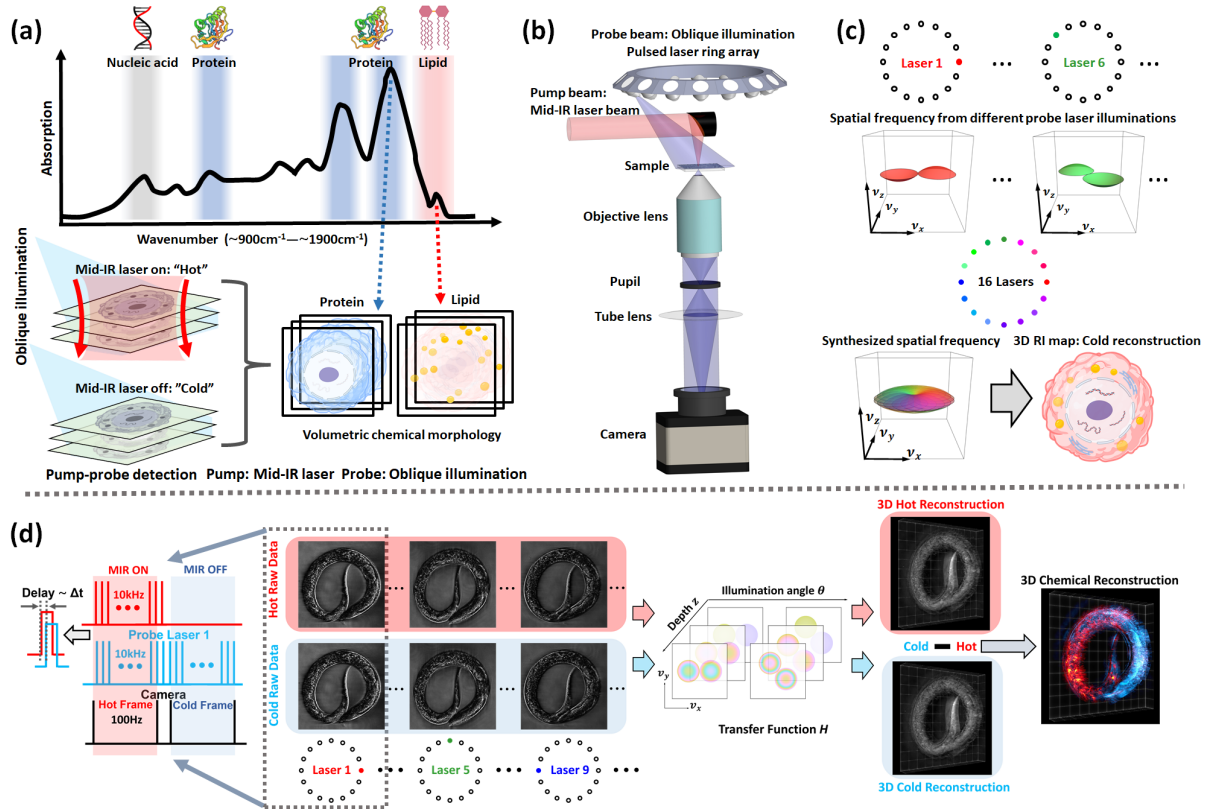 (a)
Nucleic acid
Protein
Protein
Lipid
Absorption
Wavenumber (~900cm⁻¹—~1900cm⁻¹)
Oblique illumination
Mid-IR laser on: “Hot”
Mid-IR laser off: ”Cold”
Protein
Lipid
Volumetric chemical morphology
Pump-probe detection Pump: Mid-IR laser Probe: Oblique illumination
(b)
Probe beam: Oblique illumination
Pulsed laser ring array
Pump beam:
Mid-IR laser beam
Sample
Objective lens
Pupil
Tube lens
Camera
(c)
Laser 1
•••
Laser 6
•••
Spatial frequency from different probe laser illuminations
νz
νy
νx
•••
νz
νy
νx
•••
16 Lasers
Synthesized spatial frequency
νz
νy
νx
3D RI map: Cold reconstruction
(d)
MIR ON
MIR OFF
10kHz
•••
Delay ~ Δt
Probe Laser 1
10kHz
•••
•••
Camera
Hot Frame
Cold Frame
100Hz
Hot Raw Data
•••
•••
•••
Cold Raw Data
•••
•••
•••
Laser 1
•••
Laser 5
•••
Laser 9
•••
Illumination angle θ
Depth z
νy
νx
Transfer Function H
3D Hot Reconstruction
Cold — Hot
3D Cold Reconstruction
3D Chemical Reconstruction